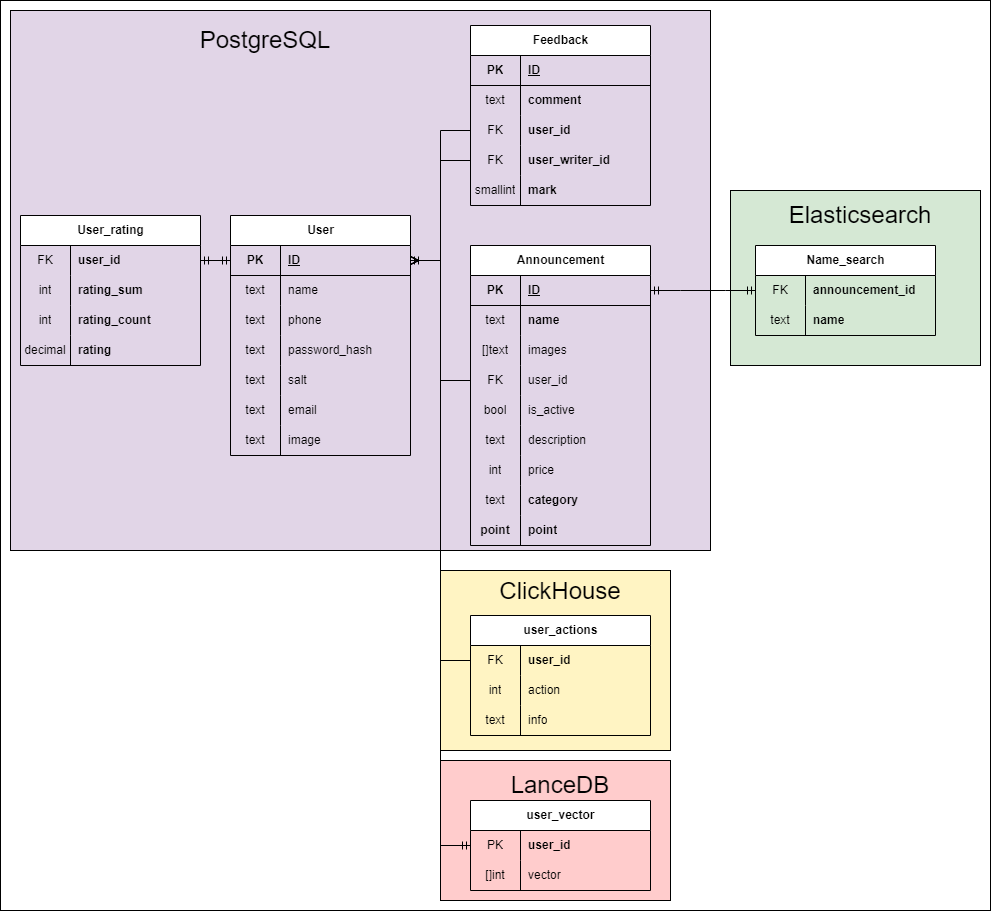 PostgreSQL
Feedback
PK ID
text comment
FK user_id
FK user_writer_id
smallint mark
User_rating
FK user_id
int rating_sum
int rating_count
decimal rating
User
PK ID
text name
text phone
text password_hash
text salt
text email
text image
Announcement
PK ID
text name
[]text images
FK user_id
bool is_active
text description
int price
text category
point point
Elasticsearch
Name_search
FK announcement_id
text name
ClickHouse
user_actions
FK user_id
int action
text info
LanceDB
user_vector
PK user_id
[]int vector